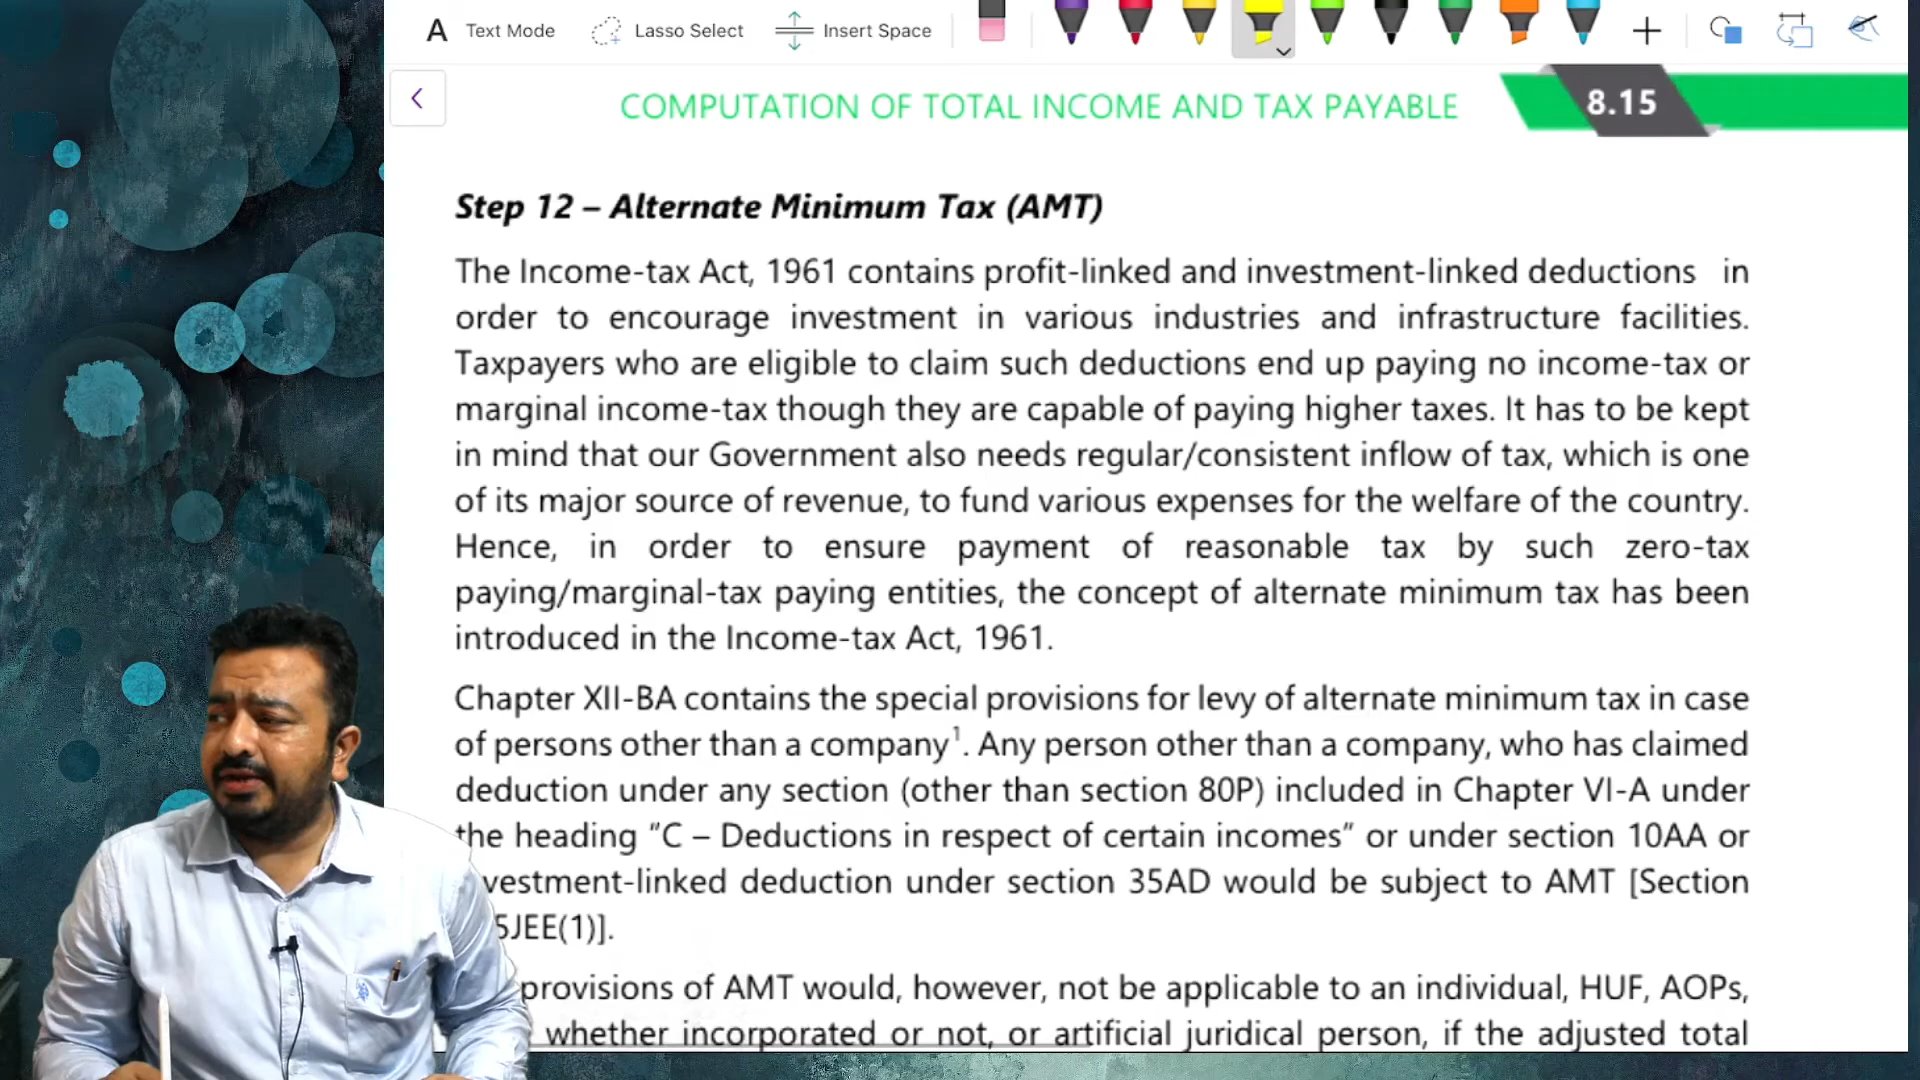 A Text Mode Lasso Select Insert Space
COMPUTATION OF TOTAL INCOME AND TAX PAYABLE 8.15
Step 12 – Alternate Minimum Tax (AMT)
The Income-tax Act, 1961 contains profit-linked and investment-linked deductions in
order to encourage investment in various industries and infrastructure facilities.
Taxpayers who are eligible to claim such deductions end up paying no income-tax or
marginal income-tax though they are capable of paying higher taxes. It has to be kept
in mind that our Government also needs regular/consistent inflow of tax, which is one
of its major source of revenue, to fund various expenses for the welfare of the country.
Hence, in order to ensure payment of reasonable tax by such zero-tax
paying/marginal-tax paying entities, the concept of alternate minimum tax has been
introduced in the Income-tax Act, 1961.
Chapter XII-BA contains the special provisions for levy of alternate minimum tax in case
of persons other than a company¹. Any person other than a company, who has claimed
deduction under any section (other than section 80P) included in Chapter VI-A under
the heading "C – Deductions in respect of certain incomes" or under section 10AA or
vestment-linked deduction under section 35AD would be subject to AMT [Section
5JEE(1)].
provisions of AMT would, however, not be applicable to an individual, HUF, AOPs,
whether incorporated or not, or artificial juridical person, if the adjusted total